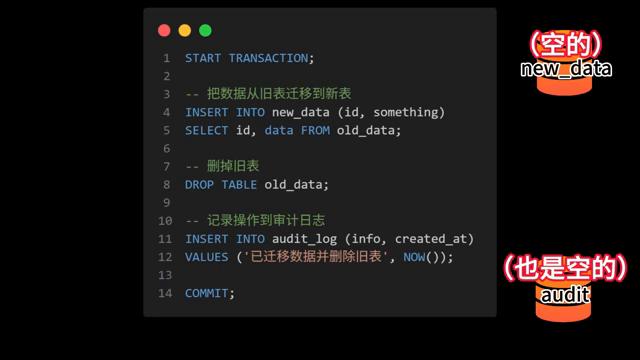 1 START TRANSACTION;
2
3 -- 把数据从旧表迁移到新表
4 INSERT INTO new_data (id, something)
5 SELECT id, data FROM old_data;
6
7 -- 删掉旧表
8 DROP TABLE old_data;
9
10 -- 记录操作到审计日志
11 INSERT INTO audit_log (info, created_at)
12 VALUES ('已迁移数据并删除旧表', NOW());
13
14 COMMIT;
（空的）
new_data
（也是空的）
audit